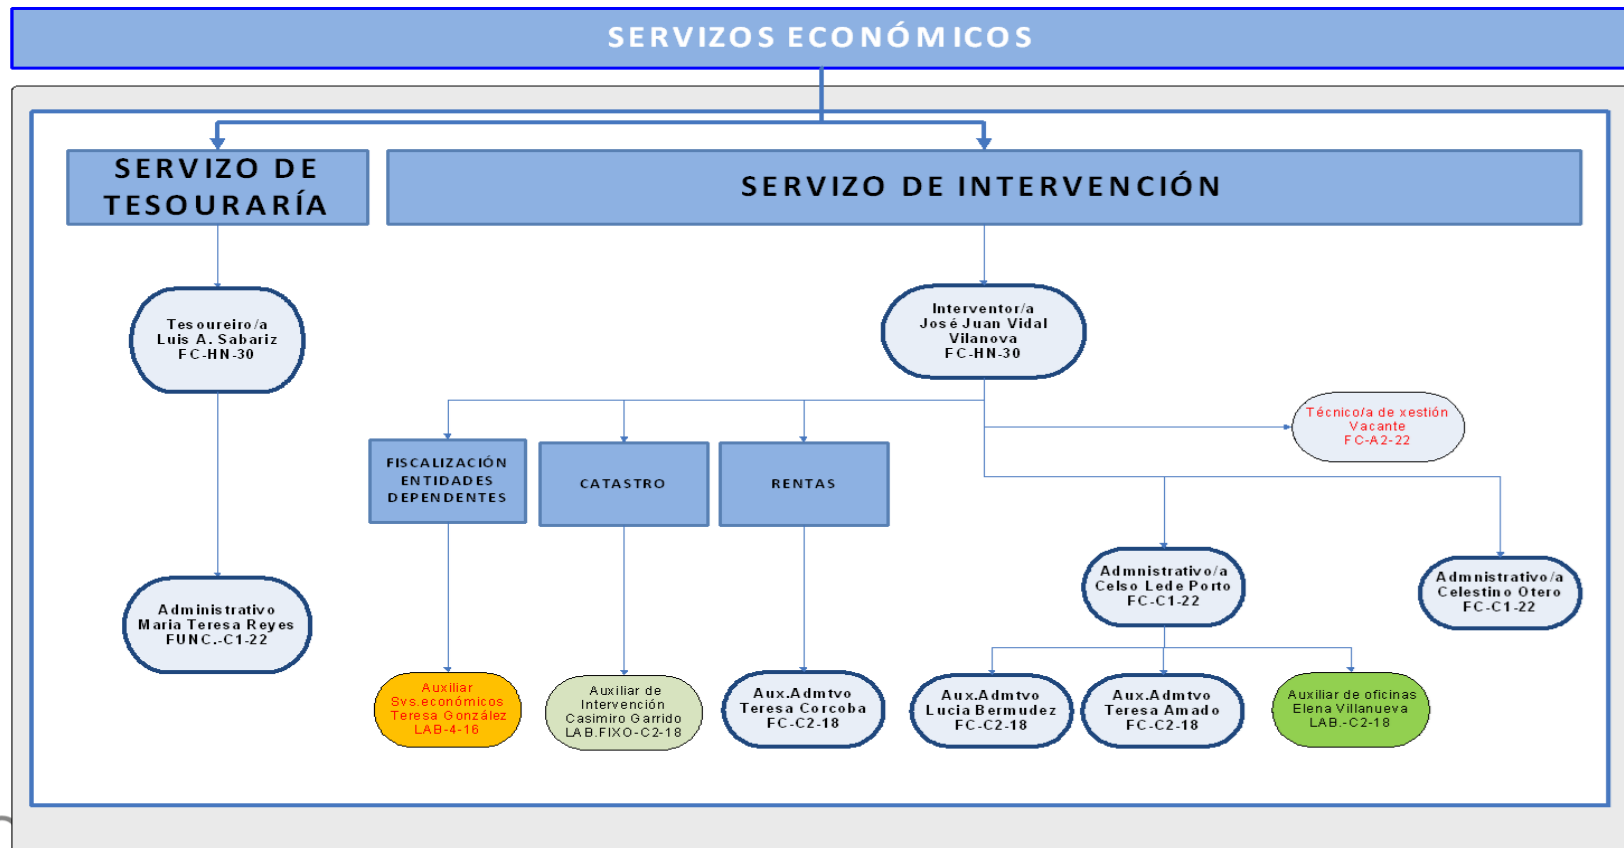 SERVIZOS ECONÓMICOS
SERVIZO DE
TESOURARÍA
SERVIZO DE INTERVENCIÓN
Tesoureiro/a
Luis A. Sabariz
FC-HN-30
Interventor/a
José Juan Vidal
Vilanova
FC-HN-30
Técnico/a de xestión
Vacante
FC-A2-22
FISCALIZACIÓN
ENTIDADES
DEPENDENTES
CATASTRO
RENTAS
Administrativo
Maria Teresa Reyes
FUNC.-C1-22
Admnistrativo/a
Celso Lede Porto
FC-C1-22
Admnistrativo/a
Celestino Otero
FC-C1-22
Auxiliar
Svs.económicos
Teresa González
LAB-4-16
Auxiliar de
Intervención
Casimiro Garrido
LAB.FIXO-C2-18
Aux.Admtvo
Teresa Corcoba
FC-C2-18
Aux.Admtvo
Lucia Bermudez
FC-C2-18
Aux.Admtvo
Teresa Amado
FC-C2-18
Auxiliar de oficinas
Elena Villanueva
LAB.-C2-18